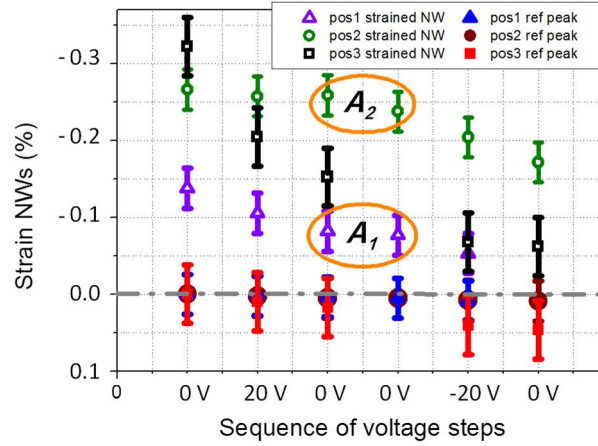 pos1 strained NW pos1 ref peak
pos2 strained NW pos2 ref peak
pos3 strained NW pos3 ref peak
Strain NWs (%)
-0.3
-0.2
-0.1
0.0
0.1
A2
A1
0 0 V 20 V 0 V 0 V -20 V 0 V
Sequence of voltage steps